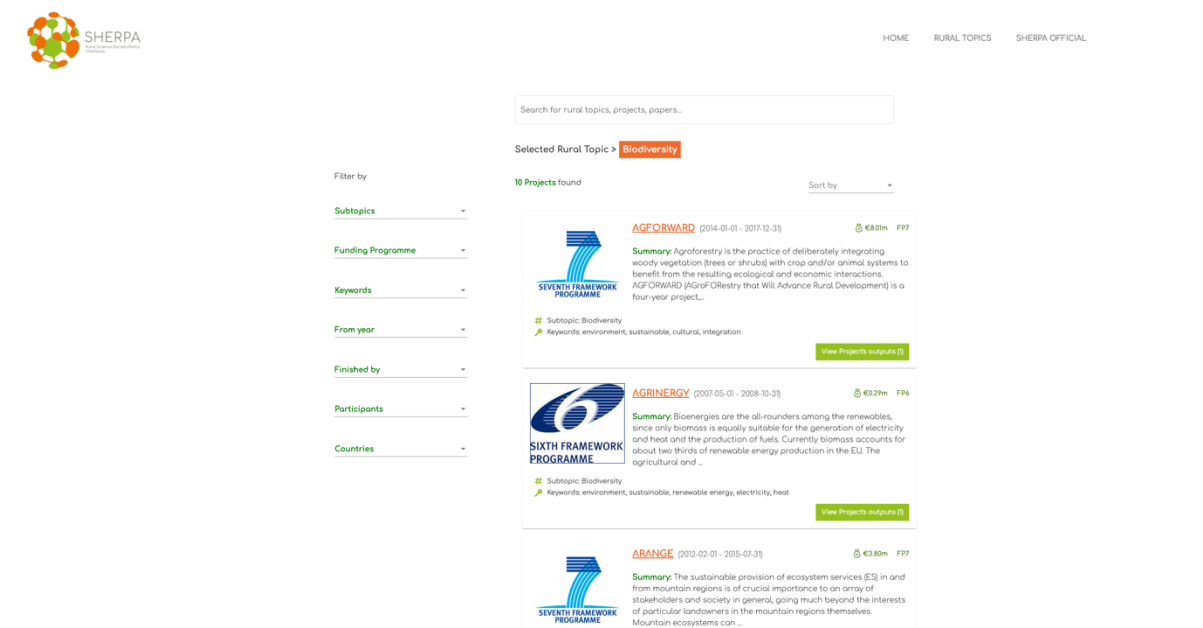 SHERPA
Rural Science-Society-Policy
Interfaces
HOME RURAL TOPICS SHERPA OFFICIAL
Search for rural topics, projects, papers...
Selected Rural Topic > Biodiversity
Filter by
10 Projects found
Sort by
Subtopics
Funding Programme
Keywords
From year
Finished by
Participants
Countries
AGFORWARD (2014-01-01 - 2017-12-31) €8.01m FP7
Summary: Agroforestry is the practice of deliberately integrating
woody vegetation (trees or shrubs) with crop and/or animal systems to
benefit from the resulting ecological and economic interactions.
AGFORWARD (AGroFORestry that Will Advance Rural Development) is a
four-year project,...
SEVENTH FRAMEWORK
PROGRAMME
Subtopic: Biodiversity
Keywords: environment, sustainable, cultural, integration
View Project's outputs (1)
AGRINERGY (2007-05-01 - 2008-10-31) €0.29m FP6
Summary: Bioenergies are the all-rounders among the renewables,
since only biomass is equally suitable for the generation of electricity
and heat and the production of fuels. Currently biomass accounts for
about two thirds of renewable energy production in the EU. The
agricultural and ...
SIXTH FRAMEWORK
PROGRAMME
Subtopic: Biodiversity
Keywords: environment, sustainable, renewable energy, electricity, heat
View Project's outputs (1)
ARANGE (2012-02-01 - 2015-07-31) €3.80m FP7
Summary: The sustainable provision of ecosystem services (ES) in and
from mountain regions is of crucial importance to an array of
stakeholders and society in general, going much beyond the interests
of particular landowners in the mountain regions themselves.
Mountain ecosystems can ...
SEVENTH FRAMEWORK
PROGRAMME